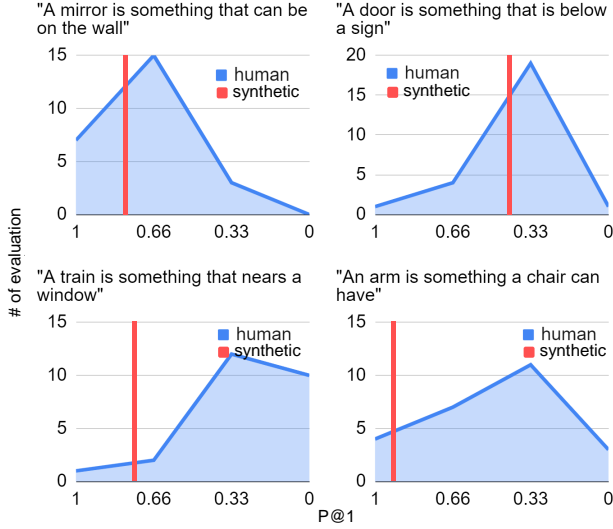 "A mirror is something that can be
on the wall"
15
10
5
0
human
synthetic
1 0.66 0.33 0
"A door is something that is below
a sign"
20
15
10
5
0
human
synthetic
1 0.66 0.33 0
# of evaluation
"A train is something that nears a
window"
15
10
5
0
human
synthetic
1 0.66 0.33 0
"An arm is something a chair can
have"
15
10
5
0
human
synthetic
1 0.66 0.33 0
P@1